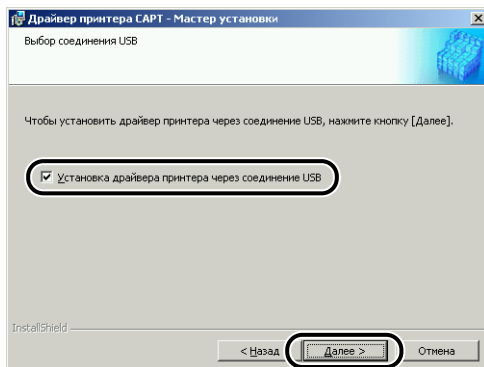 Драйвер принтера CAPT - Мастер установки
Выбор соединения USB
Чтобы установить драйвер принтера через соединение USB, нажмите кнопку [Далее].
Установка драйвера принтера через соединение USB
InstallShield
< Назад
Далее >
Отмена